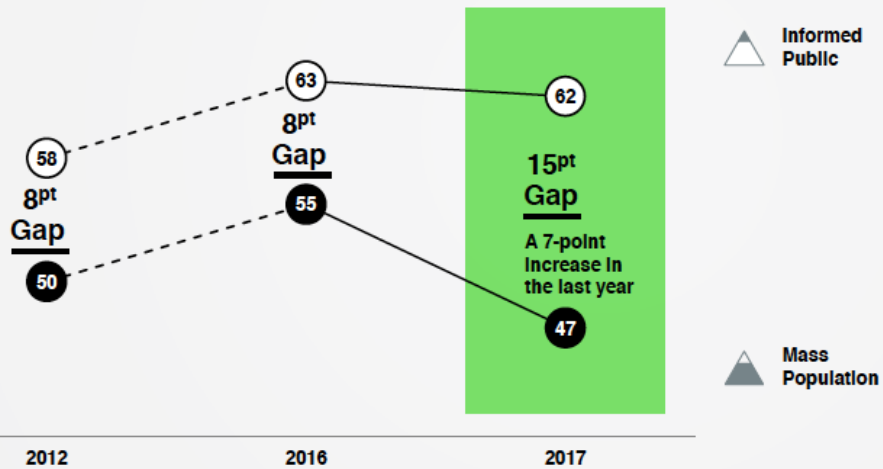 Informed
Public
63
62
8pt
Gap
58
15pt
Gap
8pt
Gap
55
A 7-point
increase in
the last year
50
47
Mass
Population
2012
2016
2017